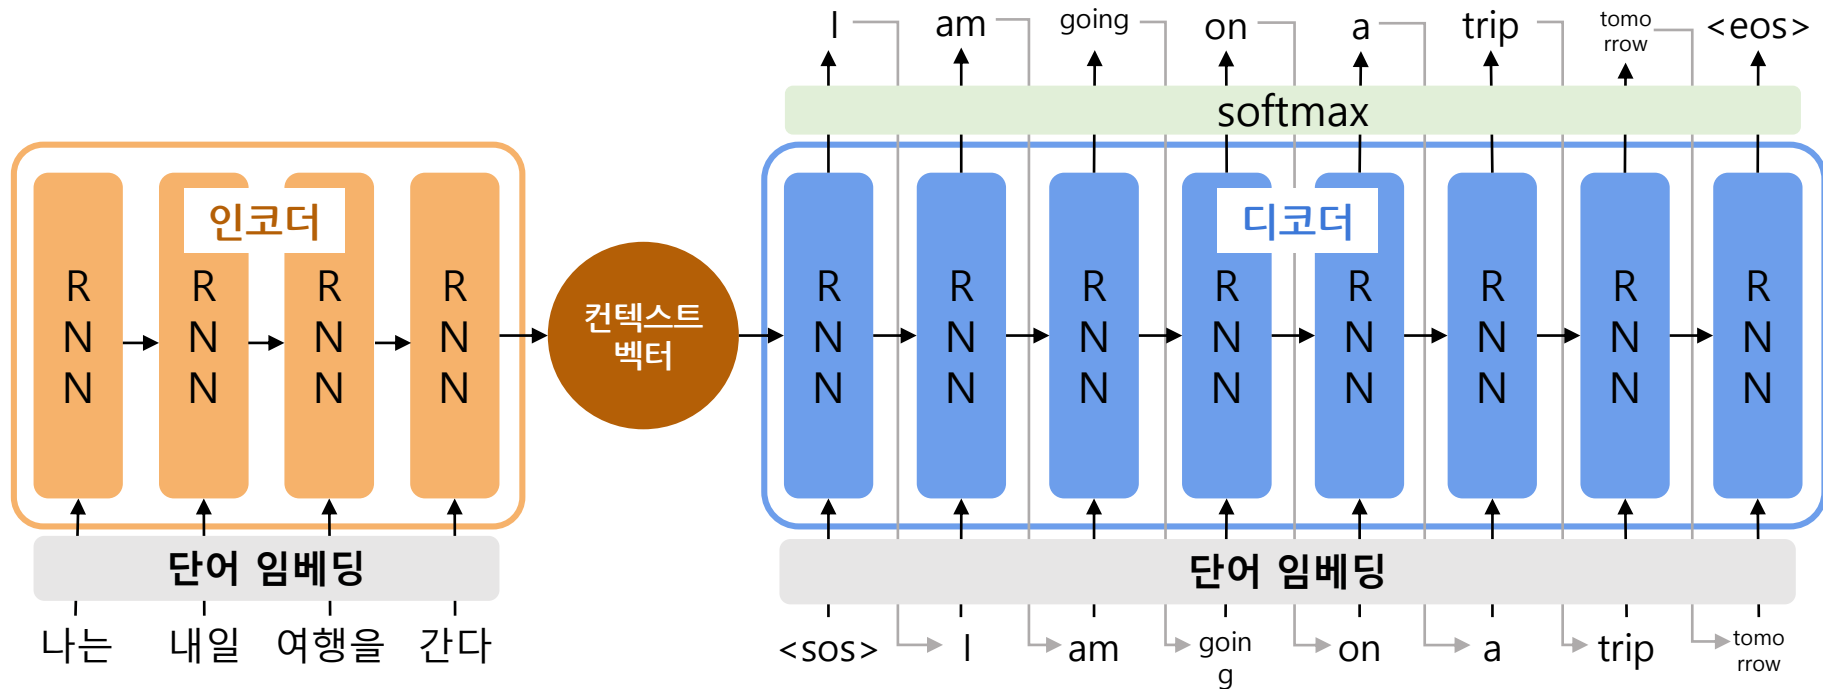 I am going on a trip tomo
rrow <eos>
softmax
인코더
디코더
R R R R
N N N N
N N N N
컨텍스트
벡터
R R R R R R R R
N N N N N N N N
N N N N N N N N
단어 임베딩
단어 임베딩
나는 내일 여행을 간다
<sos> I am goin
g on a trip tomo
rrow